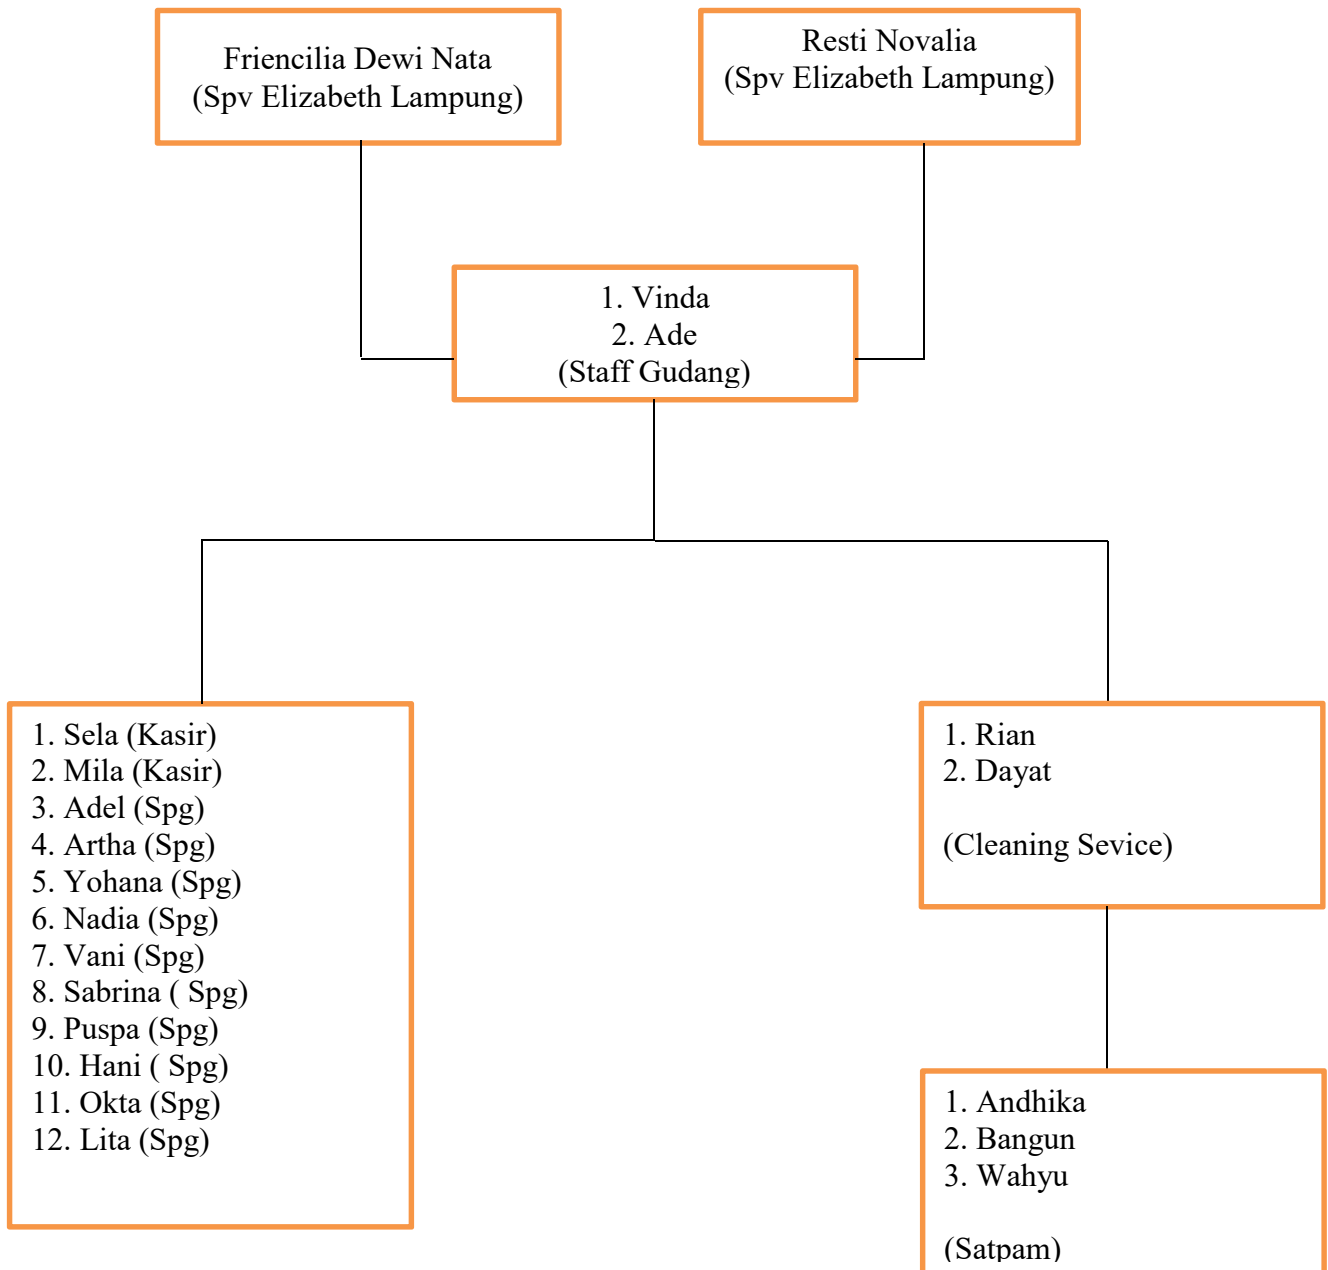 Friencilia Dewi Nata
(Spv Elizabeth Lampung)
Resti Novalia
(Spv Elizabeth Lampung)
1. Vinda
2. Ade
(Staff Gudang)
1. Sela (Kasir)
2. Mila (Kasir)
3. Adel (Spg)
4. Artha (Spg)
5. Yohana (Spg)
6. Nadia (Spg)
7. Vani (Spg)
8. Sabrina ( Spg)
9. Puspa (Spg)
10. Hani ( Spg)
11. Okta (Spg)
12. Lita (Spg)
1. Rian
2. Dayat
(Cleaning Sevice)
1. Andhika
2. Bangun
3. Wahyu
(Satpam)